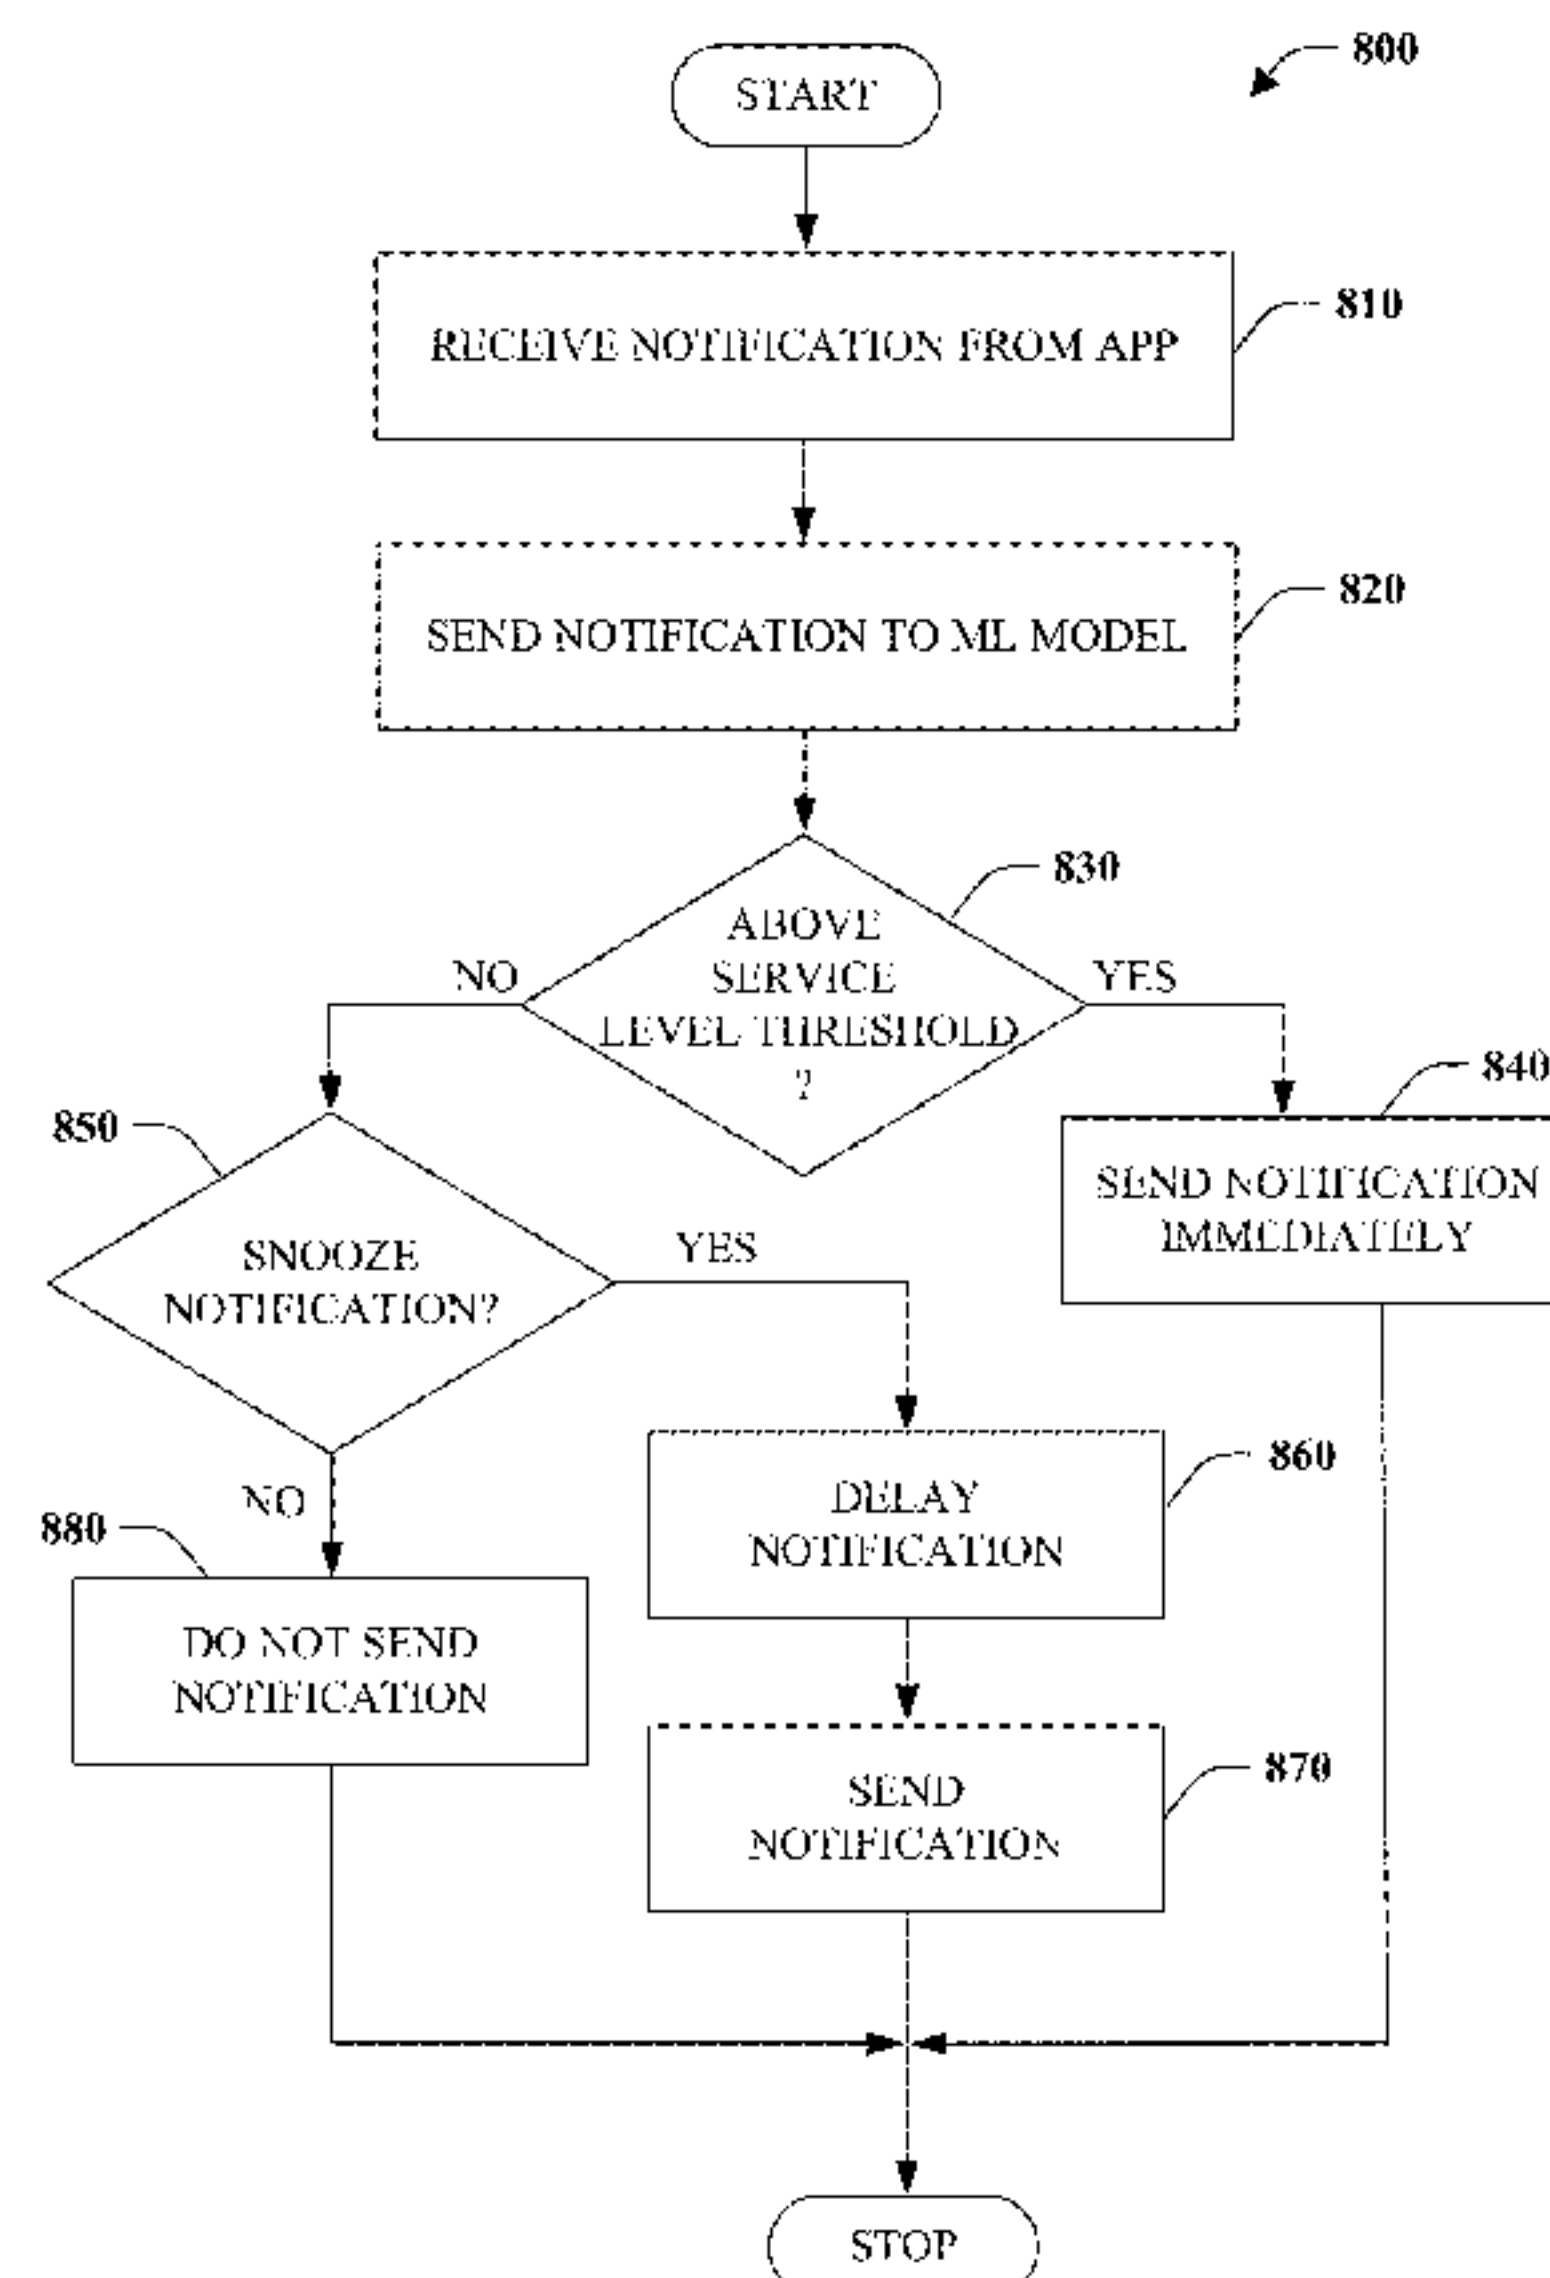 800
START
RECEIVE NOTIFICATION FROM APP
810
SEND NOTIFICATION TO ML MODEL
820
830
ABOVE
SERVICE
LEVEL THRESHOLD
?
NO
YES
840
SEND NOTIFICATION
IMMEDIATELY
850
SNOOZE
NOTIFICATION?
YES
NO
860
DELAY
NOTIFICATION
880
DO NOT SEND
NOTIFICATION
870
SEND
NOTIFICATION
STOP